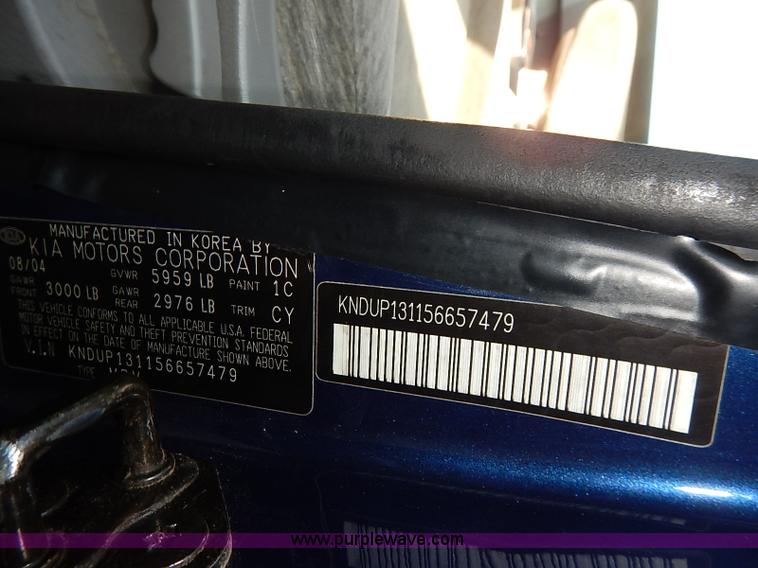 KIA
MANUFACTURED IN KOREA BY
KIA MOTORS CORPORATION
08/04 GVWR 5959 LB PAINT 1C
GAWR FRONT 3000 LB GAWR REAR 2976 LB TRIM CY
THIS VEHICLE CONFORMS TO ALL APPLICABLE U.S.A. FEDERAL
MOTOR VEHICLE SAFETY AND THEFT PREVENTION STANDARDS
IN EFFECT ON THE DATE OF MANUFACTURE SHOWN ABOVE.
V.I.N KNDUP131156657479
TYPE
KNDUP131156657479
www.purplewave.com